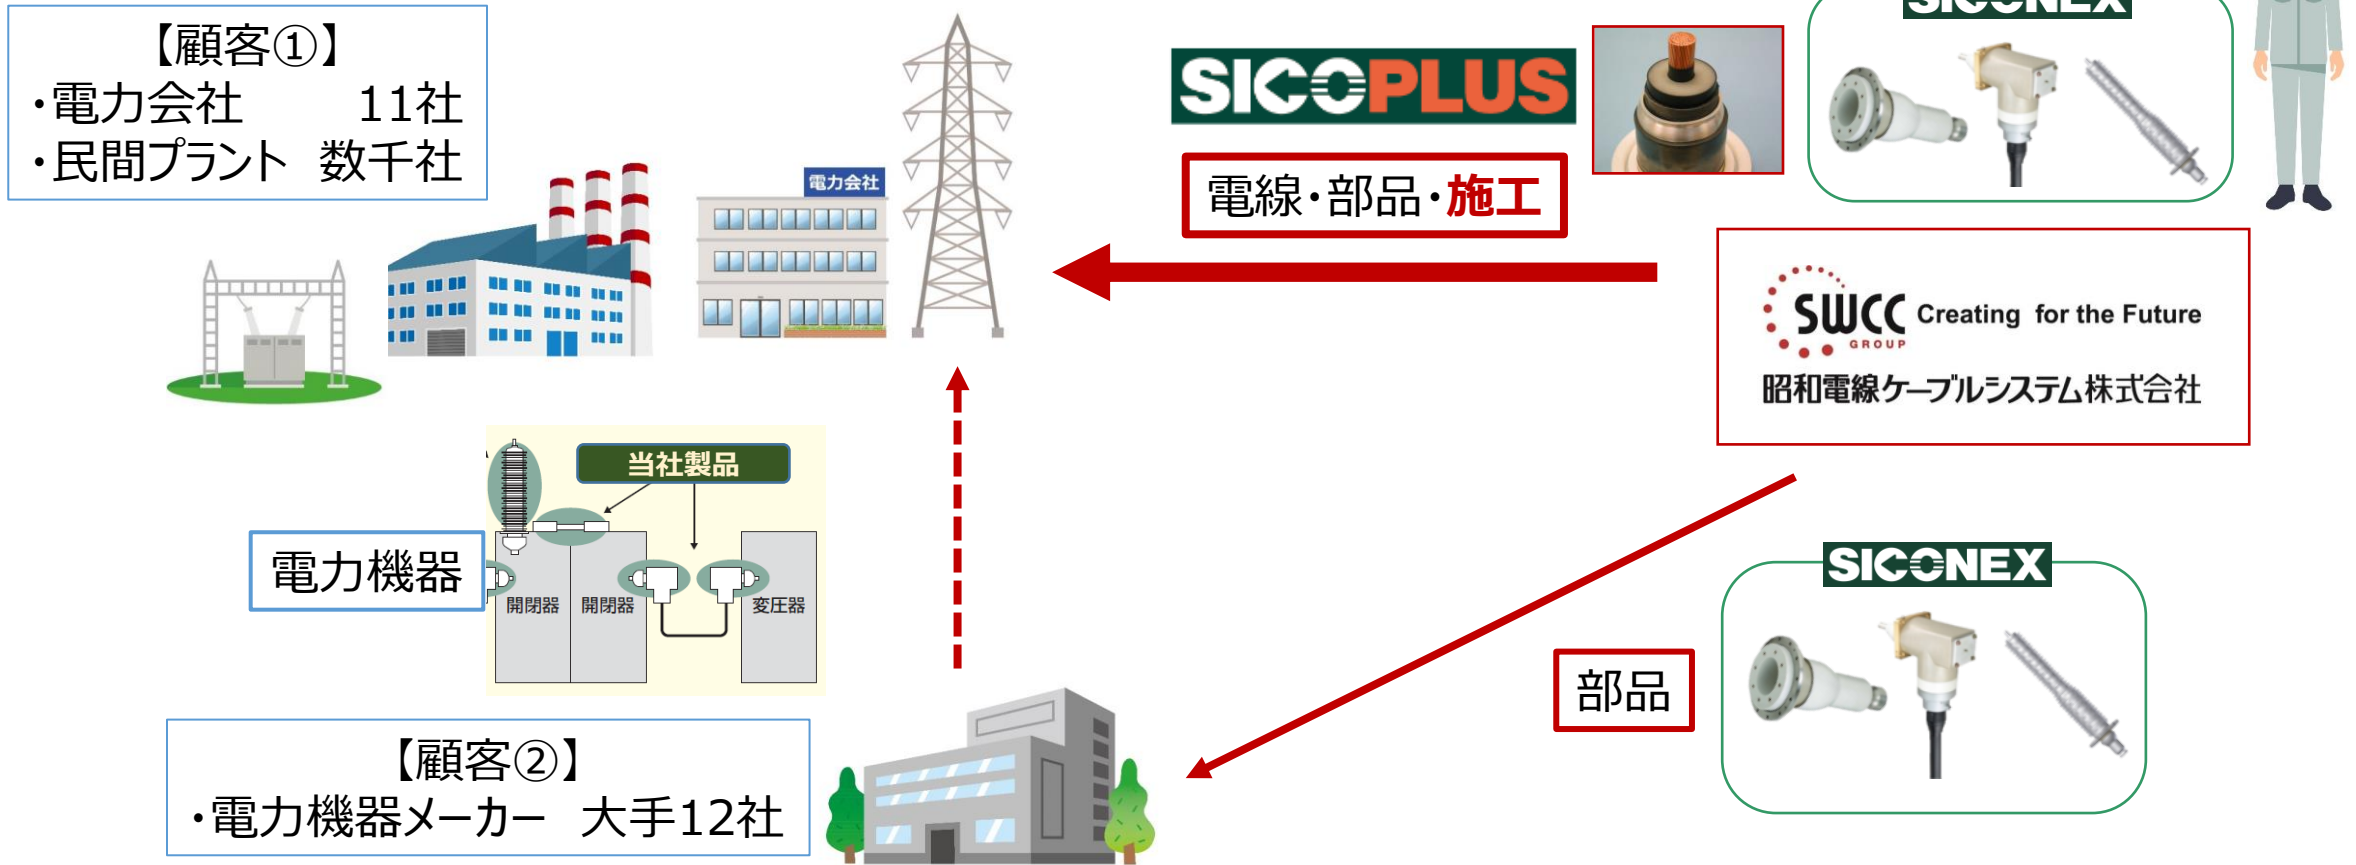 【顧客①】
・電力会社 11社
・民間プラント 数千社
電力会社
SICOPLUS
電線・部品・施工
SICONEX
SWCC Creating for the Future
GROUP
昭和電線ケーブルシステム株式会社
当社製品
電力機器
開閉器 開閉器 変圧器
SICONEX
部品
【顧客②】
・電力機器メーカー 大手12社